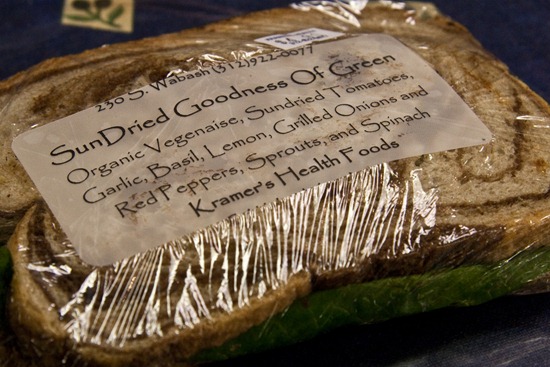 230 S. Wabash (312)922-0077
SunDried Goodness Of Green
Organic Vegenaise, Sundried Tomatoes,
Garlic, Basil, Lemon, Grilled Onions and
Red Peppers, Sprouts, and Spinach
Kramer's Health Foods